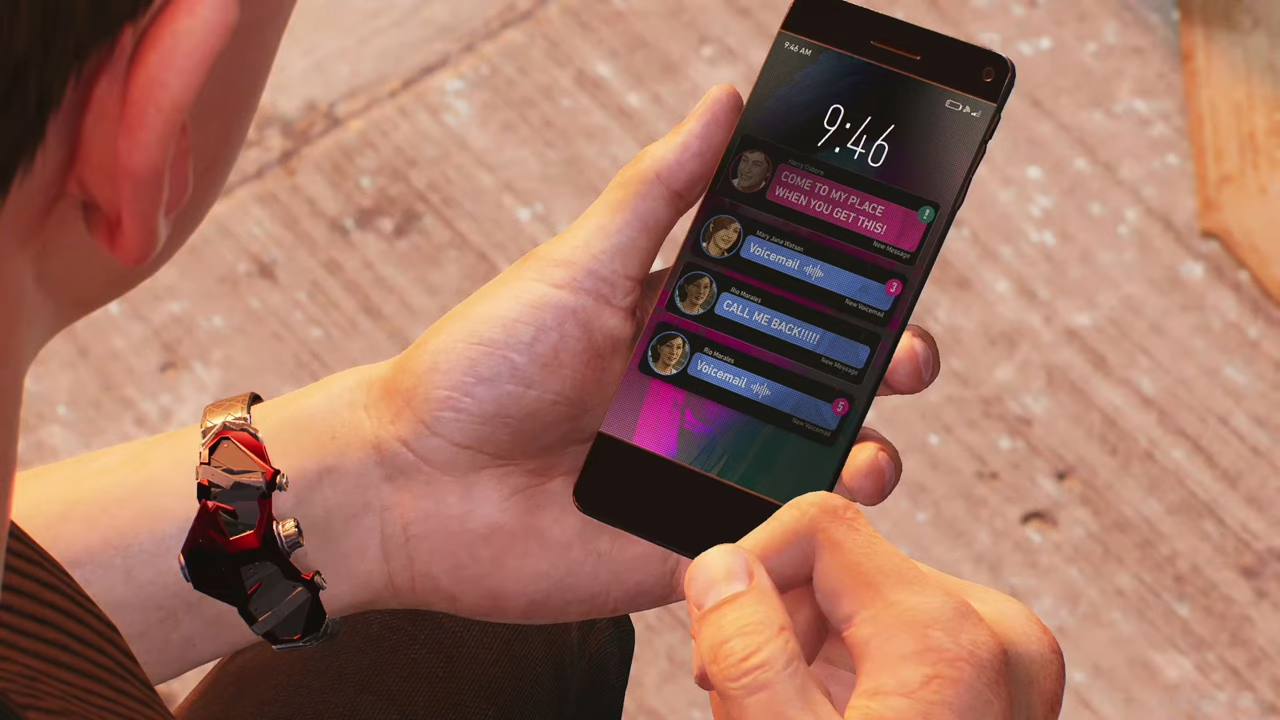 9:46 AM
9:46
Harry Osborn
COME TO MY PLACE
WHEN YOU GET THIS!
!
New Message
Mary Jane Watson
Voicemail
3
New Voicemail
Rio Morales
CALL ME BACK!!!!!
New Message
Rio Morales
Voicemail
5
New Voicemail